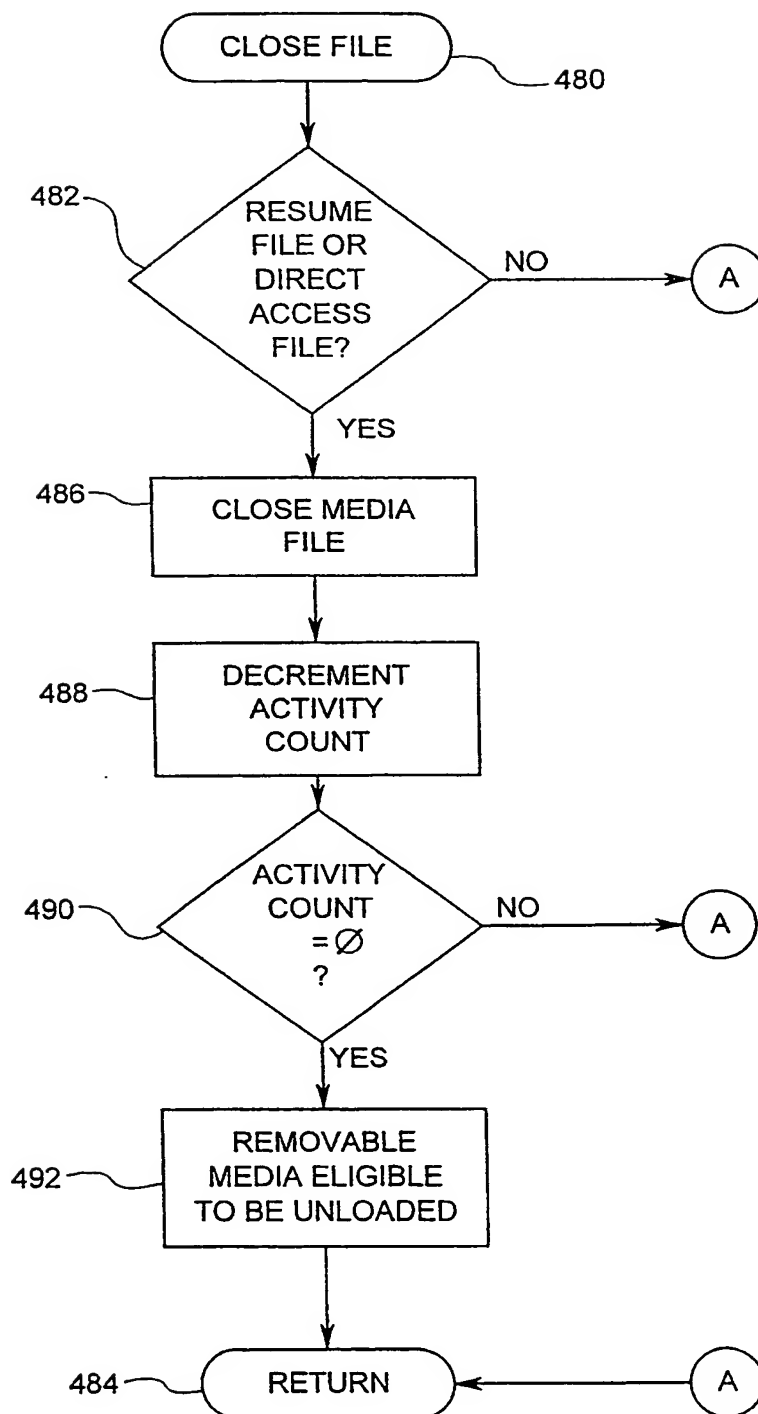 CLOSE FILE
480
482
RESUME
FILE OR
DIRECT
ACCESS
FILE?
NO
A
YES
486
CLOSE MEDIA
FILE
488
DECREMENT
ACTIVITY
COUNT
490
ACTIVITY
COUNT
= Ø
?
NO
A
YES
492
REMOVABLE
MEDIA ELIGIBLE
TO BE UNLOADED
484
RETURN
A